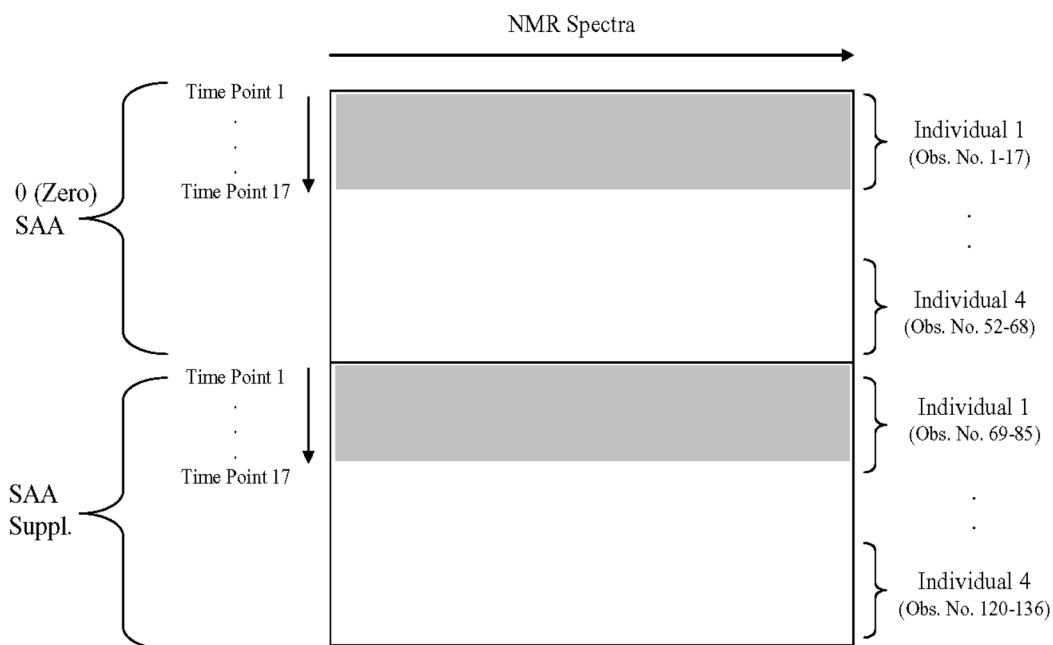 NMR Spectra
Time Point 1
.
.
.
Time Point 17
0 (Zero)
SAA
Individual 1
(Obs. No. 1-17)
.
.
Individual 4
(Obs. No. 52-68)
Time Point 1
.
.
.
Time Point 17
SAA
Suppl.
Individual 1
(Obs. No. 69-85)
.
.
Individual 4
(Obs. No. 120-136)